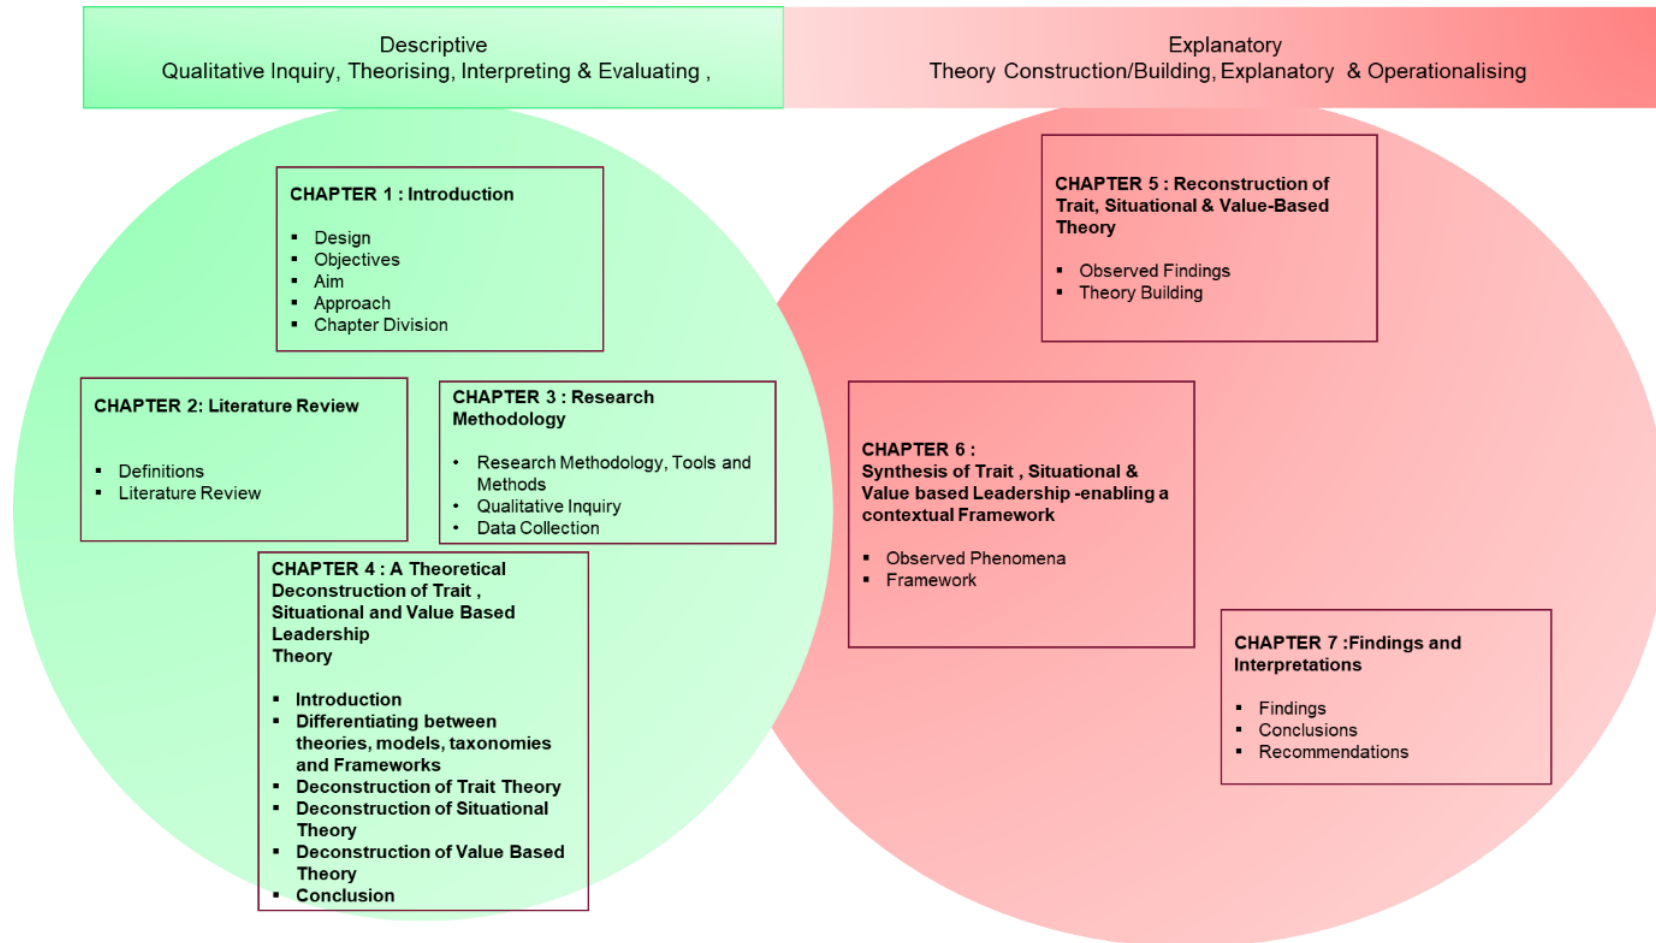 Descriptive
Qualitative Inquiry, Theorising, Interpreting & Evaluating ,
Explanatory
Theory Construction/Building, Explanatory & Operationalising
CHAPTER 1 : Introduction
▪ Design
▪ Objectives
▪ Aim
▪ Approach
▪ Chapter Division
CHAPTER 2: Literature Review
▪ Definitions
▪ Literature Review
CHAPTER 3 : Research
Methodology
• Research Methodology, Tools and
Methods
• Qualitative Inquiry
• Data Collection
CHAPTER 4 : A Theoretical
Deconstruction of Trait ,
Situational and Value Based
Leadership
Theory
▪ Introduction
▪ Differentiating between
theories, models, taxonomies
and Frameworks
▪ Deconstruction of Trait Theory
▪ Deconstruction of Situational
Theory
▪ Deconstruction of Value Based
Theory
▪ Conclusion
CHAPTER 5 : Reconstruction of
Trait, Situational & Value-Based
Theory
▪ Observed Findings
▪ Theory Building
CHAPTER 6 :
Synthesis of Trait , Situational &
Value based Leadership -enabling a
contextual Framework
▪ Observed Phenomena
▪ Framework
CHAPTER 7 :Findings and
Interpretations
▪ Findings
▪ Conclusions
▪ Recommendations